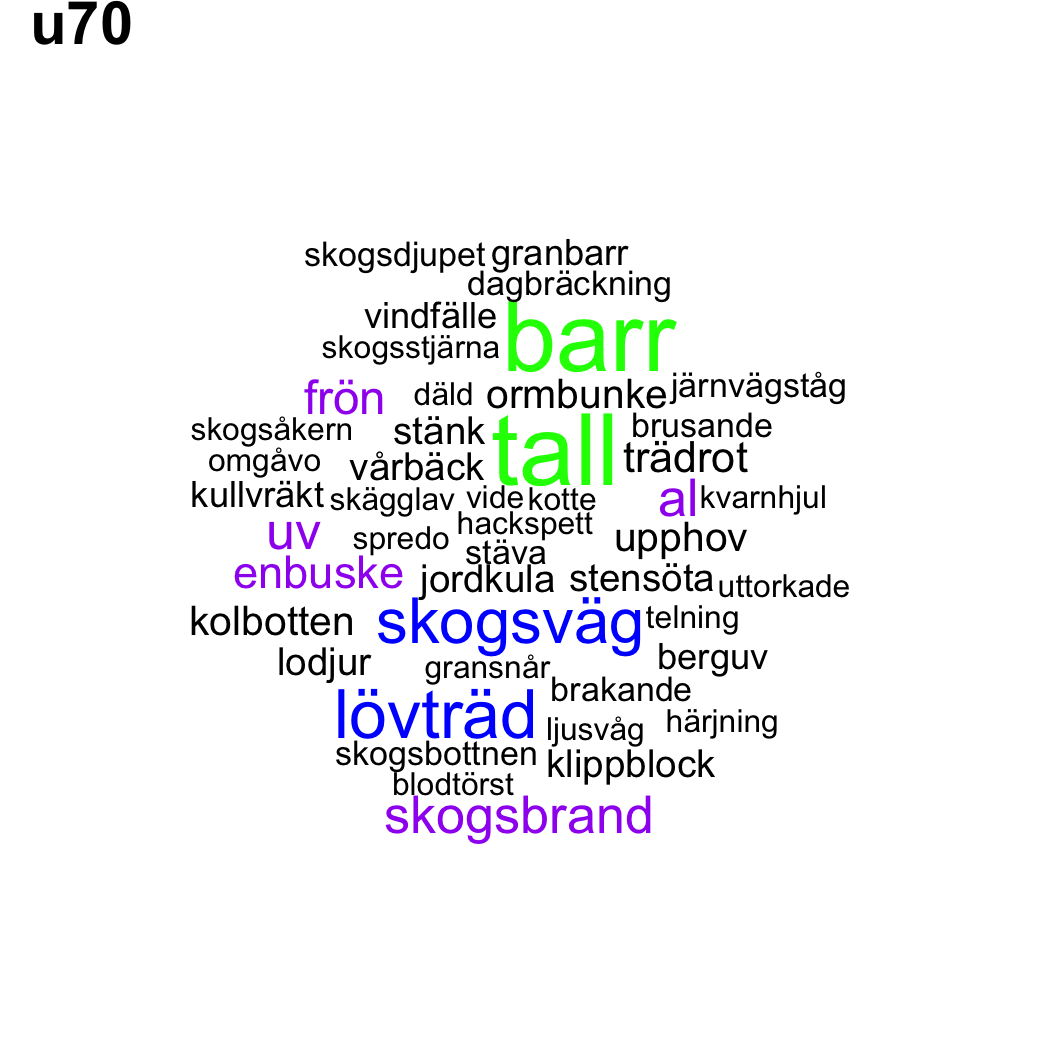 u70
skogsdjupet granbarr
dagbräckning
vindfälle
barr
skogsstjärna
frön däld ormbunke järnvägståg
skogsåkern stänk tall brusande
omgåvo vårbäck trädrot
kullvräkt skägglav vide kotte al kvarnhjul
uv spredo hackspett upphov
stäva
enbuske jordkula stensöta uttorkade
kolbotten skogsväg telning
lodjur gransnår berguv
brakande
lövträd ljusvåg härjning
skogsbottnen klippblock
blodtörst
skogsbrand